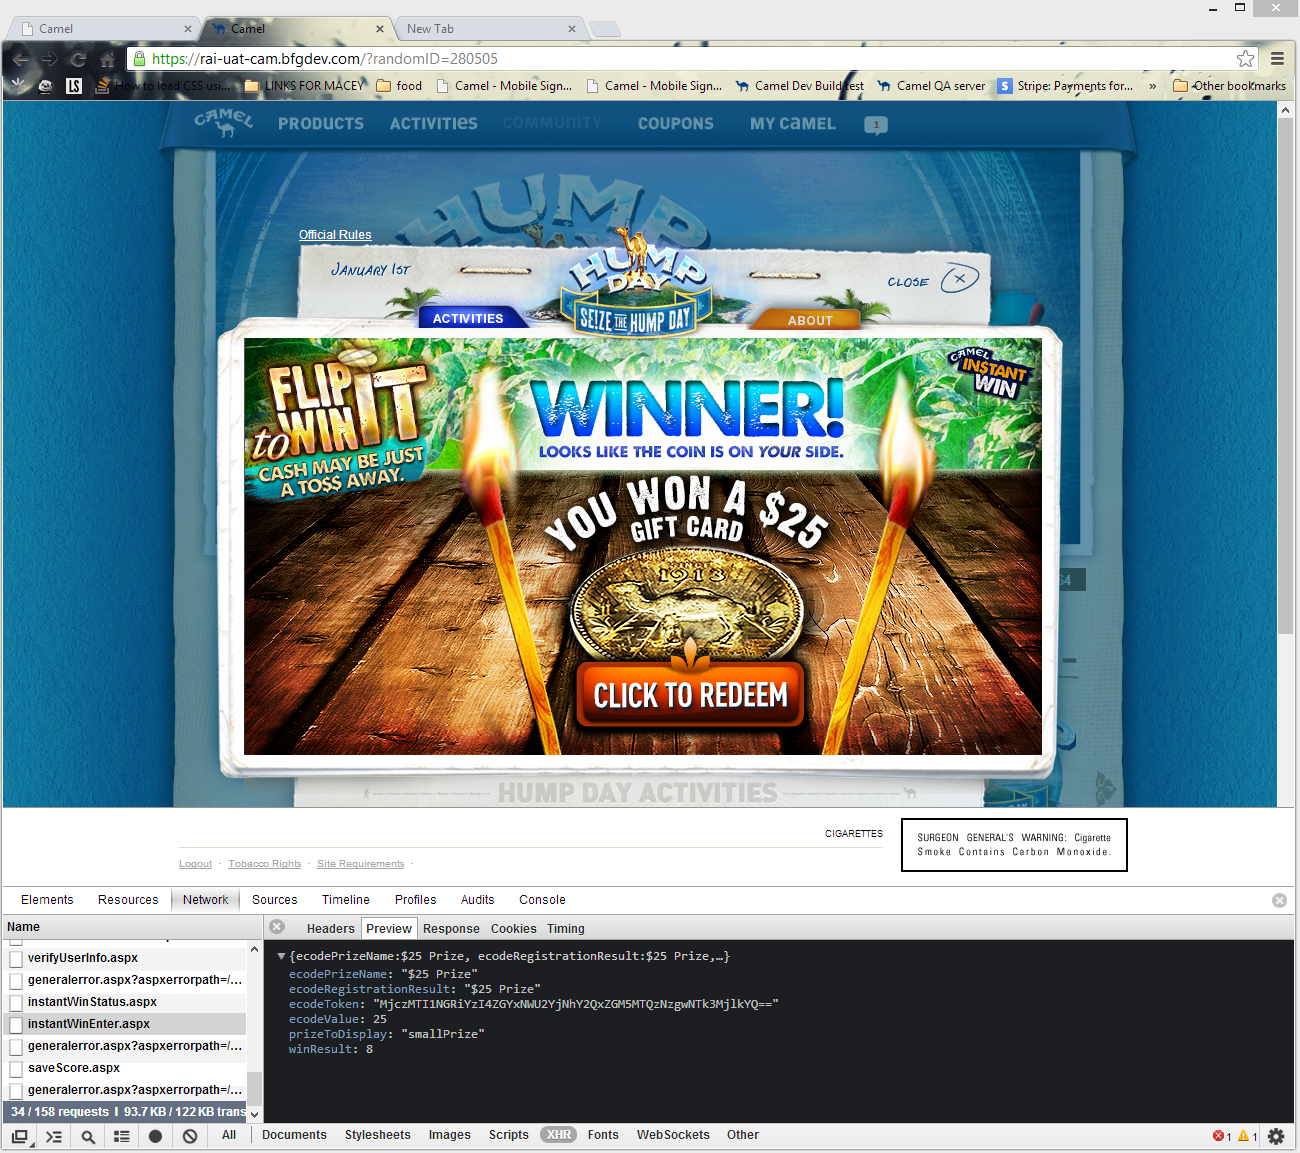 Camel
Camel
New Tab
https://rai-uat-cam.bfgdev.com/?randomID=280505
LS
How to load CSS usi...
LINKS FOR MACEY
food
Camel - Mobile Sign...
Camel - Mobile Sign...
Camel Dev Build test
Camel QA server
S
Stripe: Payments for...
»
Other bookmarks
CAMEL
PRODUCTS
ACTIVITIES
COMMUNITY
COUPONS
MY CAMEL
1
HUMP
Official Rules
JANUARY 1ST
HUMP
DAY
SEIZE THE HUMP DAY
CLOSE
X
ACTIVITIES
ABOUT
FLIP IT
to WIN
CASH MAY BE JUST
A TO$$ AWAY.
WINNER!
LOOKS LIKE THE COIN IS ON YOUR SIDE.
CAMEL
IN$TANT
WIN
YOU WON A $25
GIFT CARD
SINCE
1913
CLICK TO REDEEM
64
HUMP DAY ACTIVITIES
CIGARETTES
SURGEON GENERAL'S WARNING: Cigarette
Smoke Contains Carbon Monoxide.
Logout · Tobacco Rights · Site Requirements ·
Elements
Resources
Network
Sources
Timeline
Profiles
Audits
Console
Name
Headers
Preview
Response
Cookies
Timing
verifyUserInfo.aspx
generalerror.aspx?aspxerrorpath=/...
instantWinStatus.aspx
instantWinEnter.aspx
generalerror.aspx?aspxerrorpath=/...
saveScore.aspx
generalerror.aspx?aspxerrorpath=/...
34 / 158 requests I 93.7 KB / 122 KB trans
▼{ecodePrizeName:$25 Prize, ecodeRegistrationResult:$25 Prize,…}
ecodePrizeName: "$25 Prize"
ecodeRegistrationResult: "$25 Prize"
ecodeToken: "MjczMTI1NGRiYzI4ZGYxNWU2YjNhY2QxZGM5MTQzNzgwNTk3MjlkYQ=="
ecodeValue: 25
prizeToDisplay: "smallPrize"
winResult: 8
All
Documents
Stylesheets
Images
Scripts
XHR
Fonts
WebSockets
Other
1
1